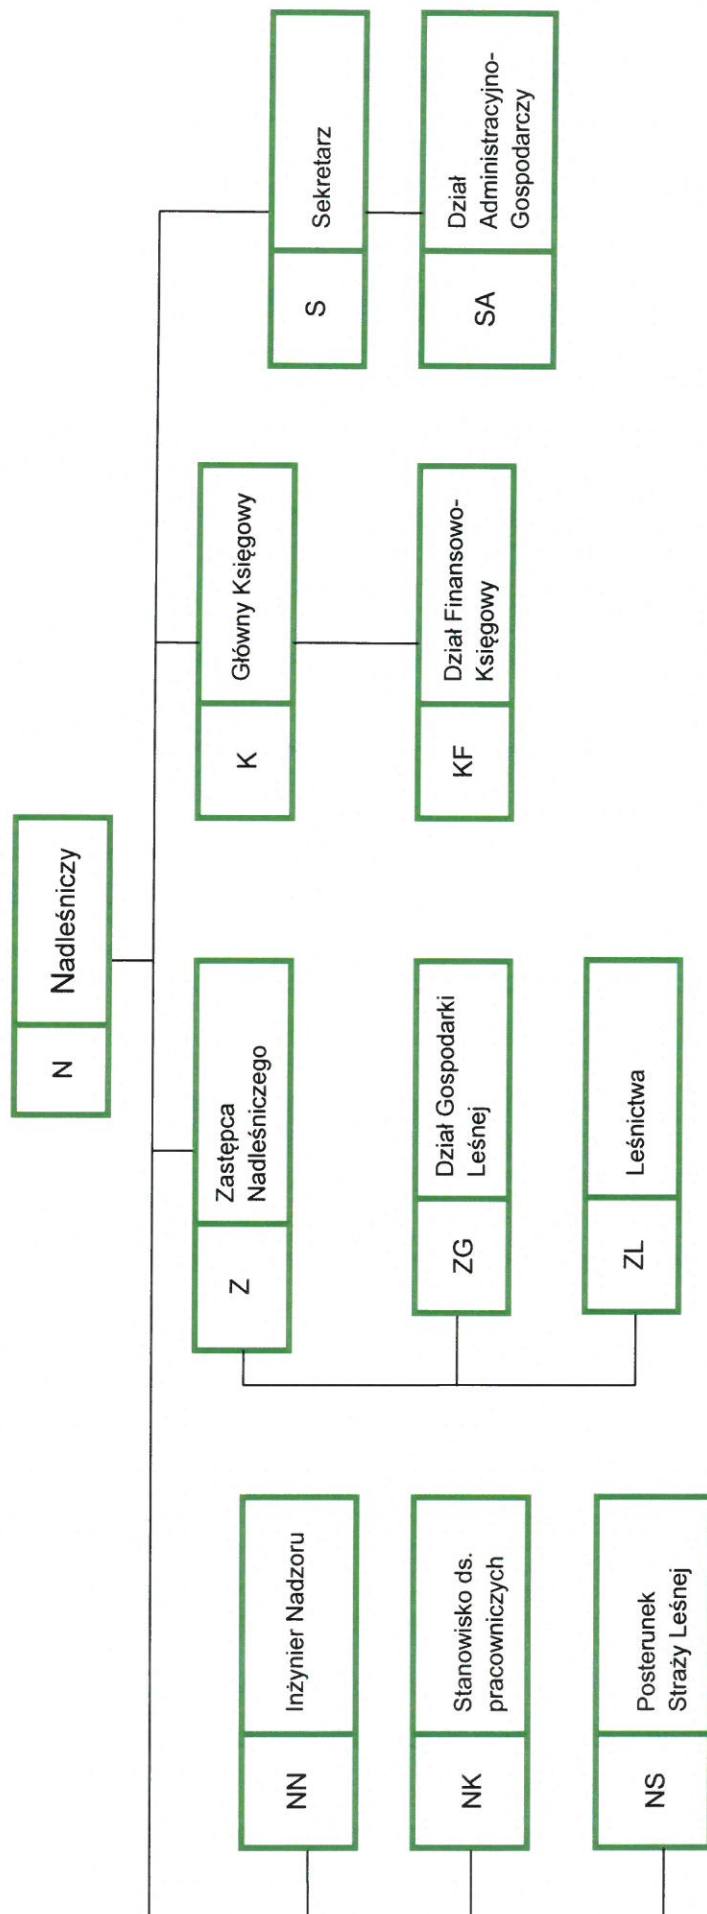 N
Nadleśniczy
NN
Inżynier Nadzoru
NK
Stanowisko ds.
pracowniczych
NS
Posterunek
Straży Leśnej
Z
Zastępca
Nadleśniczego
ZG
Dział Gospodarki
Leśnej
ZL
Leśnictwa
K
Główny Księgowy
KF
Dział Finansowo-
Księgowy
S
Sekretarz
SA
Dział
Administracyjno-
Gospodarczy